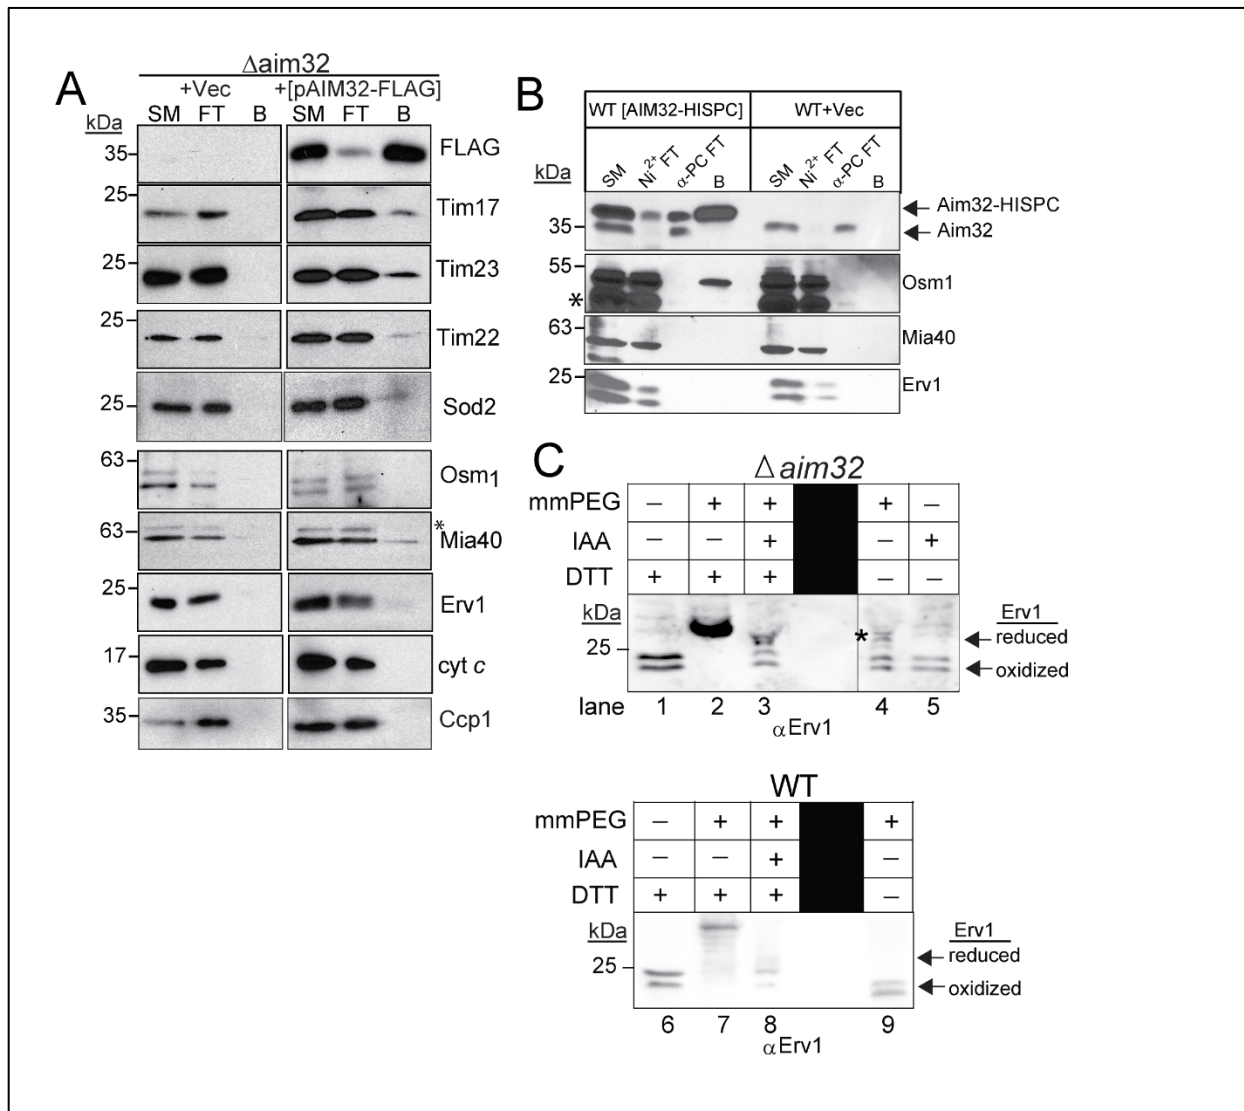 A
Δaim32
+Vec +[pAIM32-FLAG]
kDa SM FT B SM FT B
35 FLAG
25 Tim17
25 Tim23
25 Tim22
25 Sod2
63 Osm1
63 * Mia40
25 Erv1
17 cyt c
35 Ccp1
B
WT [AIM32-HISPC] WT+Vec
kDa SM Ni²⁺ FT α-PC FT B SM Ni²⁺ FT α-PC FT B
Aim32-HISPC
35 Aim32
55 Osm1
*
63 Mia40
25 Erv1
C
Δaim32
mmPEG – + + + –
IAA – – + – +
DTT + + + – –
kDa Erv1
* reduced
25
oxidized
lane 1 2 3 4 5
αErv1
WT
mmPEG – + + +
IAA – – + –
DTT + + + –
kDa Erv1
reduced
25
oxidized
6 7 8 9
αErv1